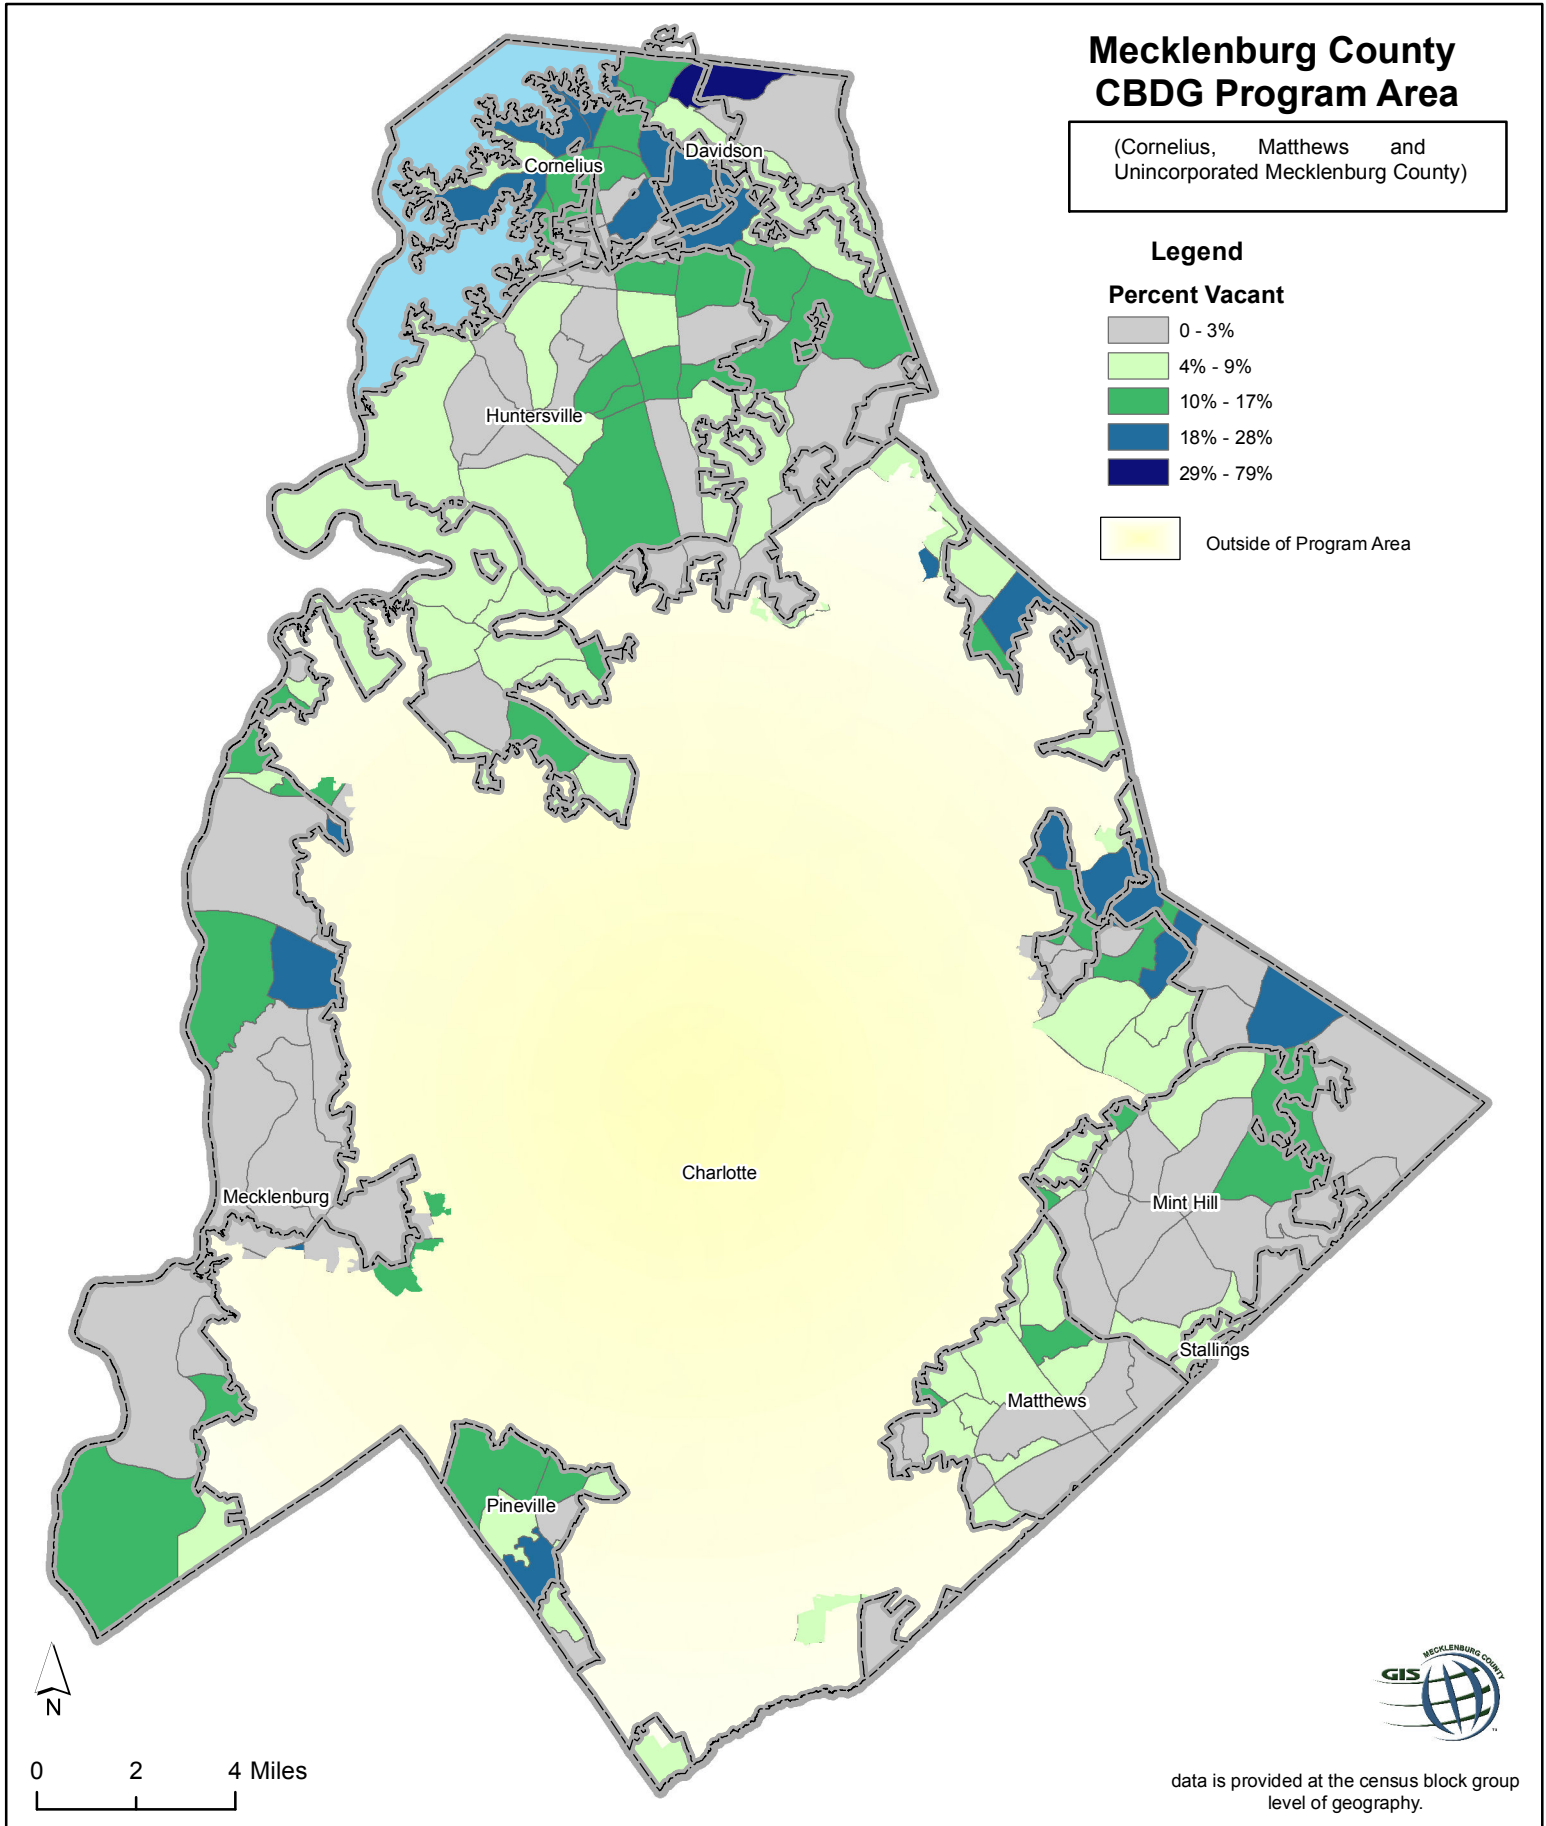 Mecklenburg County
CBDG Program Area
(Cornelius, Matthews and
Unincorporated Mecklenburg County)
Legend
Percent Vacant
0 - 3%
4% - 9%
10% - 17%
18% - 28%
29% - 79%
Outside of Program Area
Davidson
Cornelius
Huntersville
Charlotte
Mecklenburg
Mint Hill
Stallings
Matthews
Pineville
N
0 2 4 Miles
MECKLENBURG COUNTY
GIS
TM
data is provided at the census block group
level of geography.